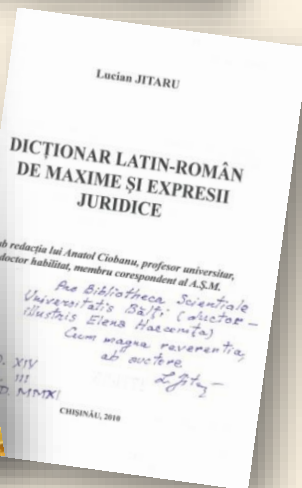 Lucian JITARU
DICȚIONAR LATIN-ROMÂN
DE MAXIME ȘI EXPRESII
JURIDICE
redacția lui Anatol Ciobanu, profesor universitar,
doctor habilitat, membru corespondent al A.Ș.M.
Pro Bibliotheca Scientiale
Universitatis Bălți: (ductor –
illustris Elena Harconița)
Cum magna reverentia,
ab auctore
XIV
III
D. MMXI
CHIȘINĂU, 2010